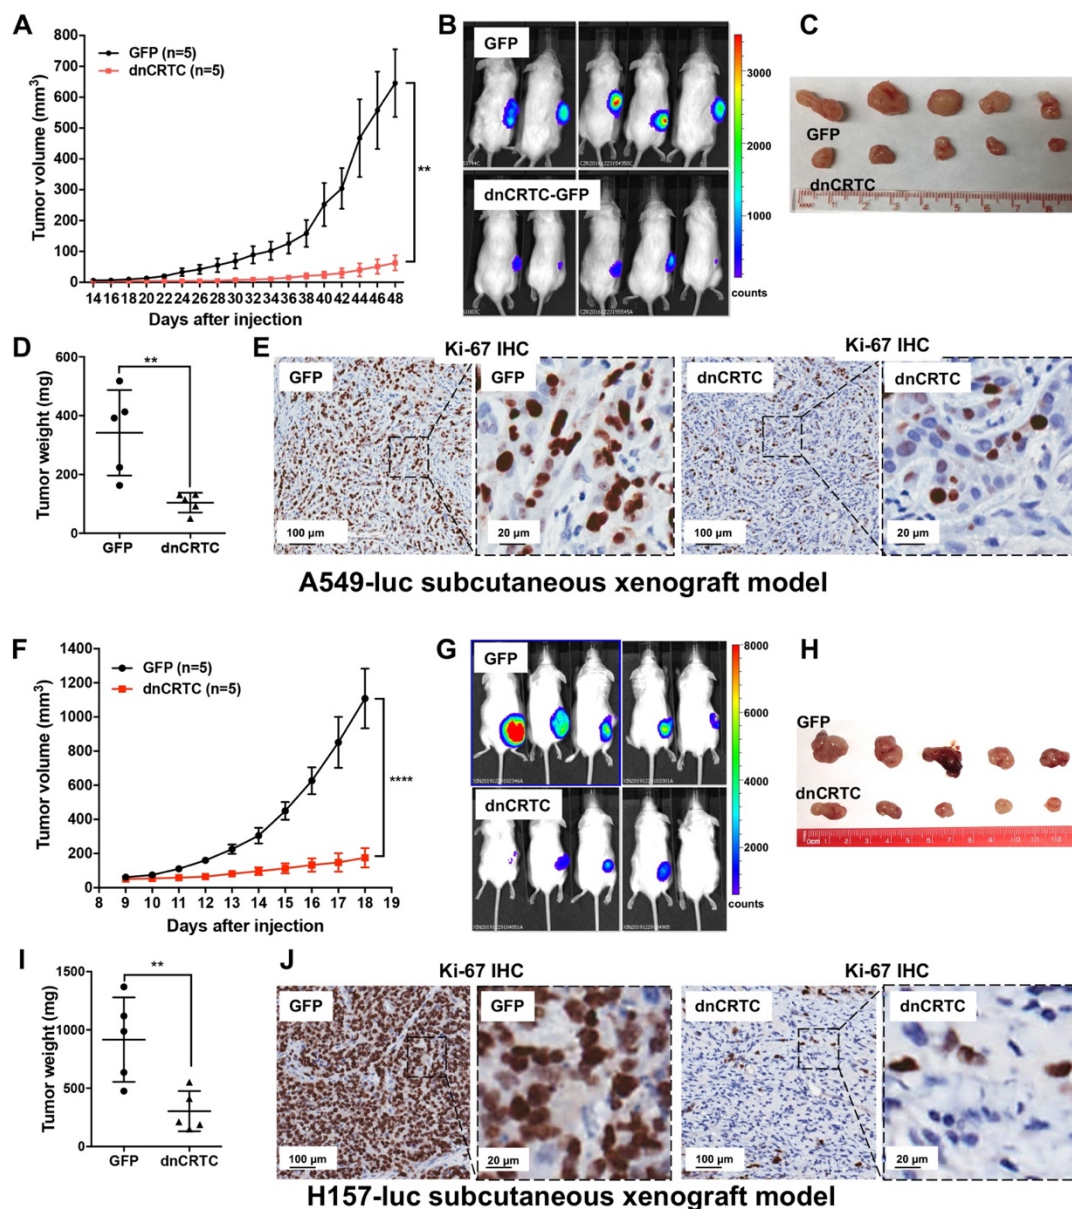 A
Tumor volume (mm³)
800
700
600
500
400
300
200
100
0
GFP (n=5)
dnCRTC (n=5)
**
14 16 18 20 22 24 26 28 30 32 34 36 38 40 42 44 46 48
Days after injection
B
GFP
dnCRTC-GFP
3000
2000
1000
counts
C
GFP
dnCRTC
D
Tumor weight (mg)
600
400
200
0
**
GFP dnCRTC
E
Ki-67 IHC
Ki-67 IHC
GFP
GFP
dnCRTC
dnCRTC
100 µm
20 µm
100 µm
20 µm
A549-luc subcutaneous xenograft model
F
Tumor volume (mm³)
1400
1200
1000
800
600
400
200
0
GFP (n=5)
dnCRTC (n=5)
****
8 9 10 11 12 13 14 15 16 17 18 19
Days after injection
G
GFP
dnCRTC
8000
6000
4000
2000
counts
H
GFP
dnCRTC
I
Tumor weight (mg)
1500
1000
500
0
**
GFP dnCRTC
J
Ki-67 IHC
Ki-67 IHC
GFP
GFP
dnCRTC
dnCRTC
100 µm
20 µm
100 µm
20 µm
H157-luc subcutaneous xenograft model